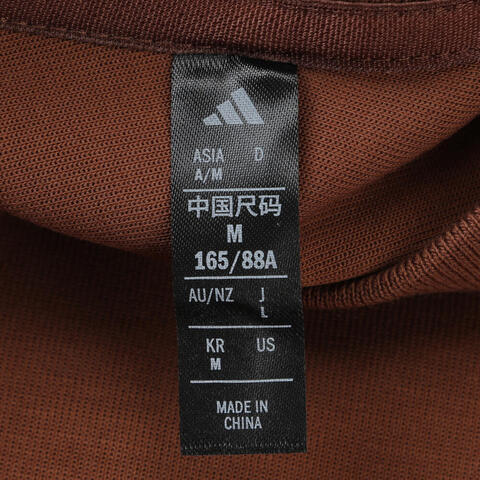 ASIA D
A/M
中国尺码
M
165/88A
AU/NZ J
L
KR US
M
MADE IN
CHINA